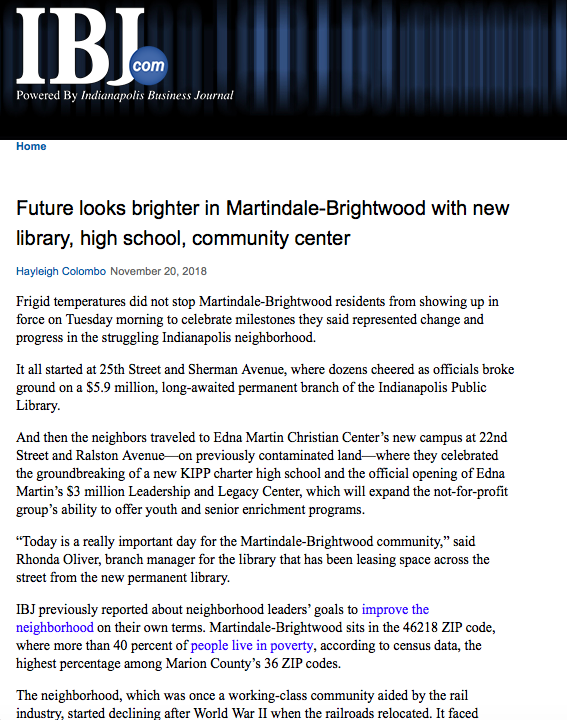 IBJ
.com
Powered By Indianapolis Business Journal
Home
Future looks brighter in Martindale-Brightwood with new
library, high school, community center
Hayleigh Colombo November 20, 2018
Frigid temperatures did not stop Martindale-Brightwood residents from showing up in
force on Tuesday morning to celebrate milestones they said represented change and
progress in the struggling Indianapolis neighborhood.
It all started at 25th Street and Sherman Avenue, where dozens cheered as officials broke
ground on a $5.9 million, long-awaited permanent branch of the Indianapolis Public
Library.
And then the neighbors traveled to Edna Martin Christian Center’s new campus at 22nd
Street and Ralston Avenue—on previously contaminated land—where they celebrated
the groundbreaking of a new KIPP charter high school and the official opening of Edna
Martin’s $3 million Leadership and Legacy Center, which will expand the not-for-profit
group’s ability to offer youth and senior enrichment programs.
“Today is a really important day for the Martindale-Brightwood community,” said
Rhonda Oliver, branch manager for the library that has been leasing space across the
street from the new permanent library.
IBJ previously reported about neighborhood leaders’ goals to improve the
neighborhood on their own terms. Martindale-Brightwood sits in the 46218 ZIP code,
where more than 40 percent of people live in poverty, according to census data, the
highest percentage among Marion County’s 36 ZIP codes.
The neighborhood, which was once a working-class community aided by the rail
industry, started declining after World War II when the railroads relocated. It faced